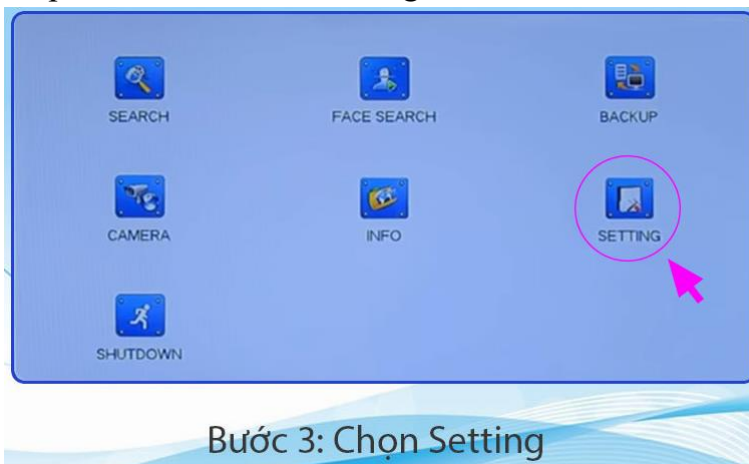 SEARCH
FACE SEARCH
BACKUP
CAMERA
INFO
SETTING
SHUTDOWN
Bước 3: Chọn Setting